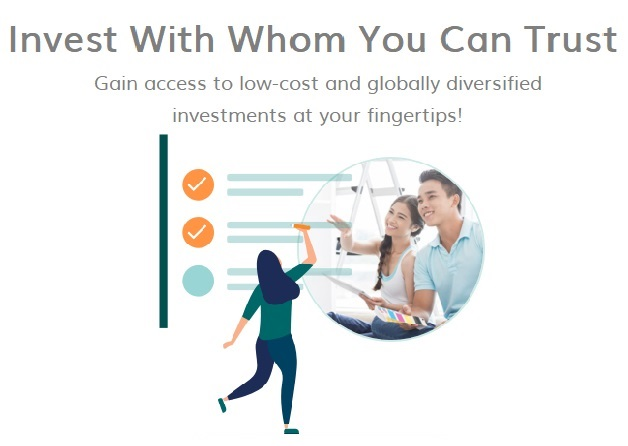 Invest With Whom You Can Trust
Gain access to low-cost and globally diversified
investments at your fingertips!